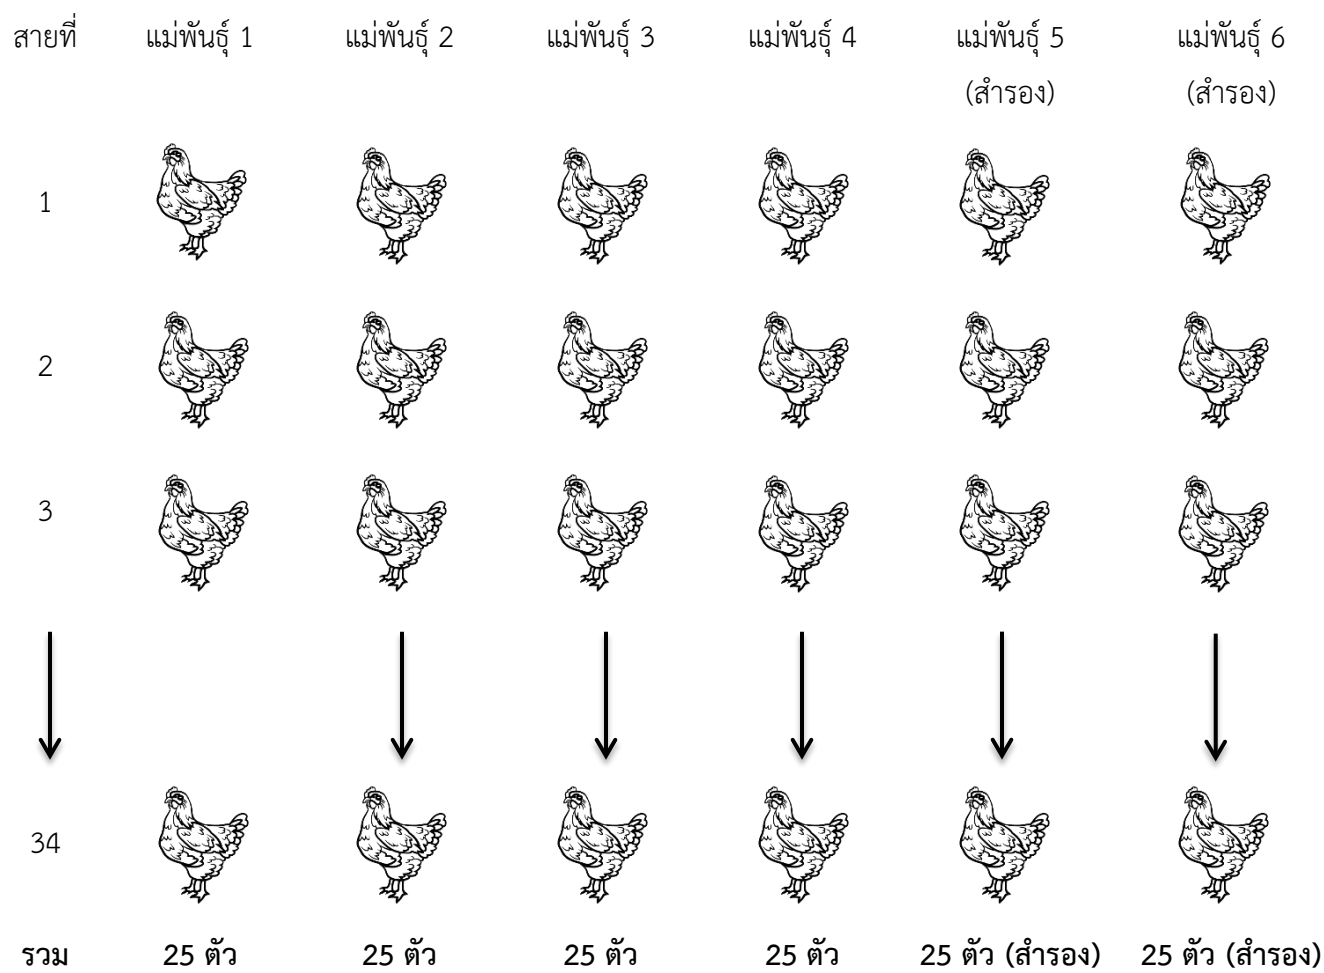 สายที่ แม่พันธุ์ 1 แม่พันธุ์ 2 แม่พันธุ์ 3 แม่พันธุ์ 4 แม่พันธุ์ 5 แม่พันธุ์ 6
(สำรอง) (สำรอง)
1
2
3
34
รวม 25 ตัว 25 ตัว 25 ตัว 25 ตัว 25 ตัว (สำรอง) 25 ตัว (สำรอง)